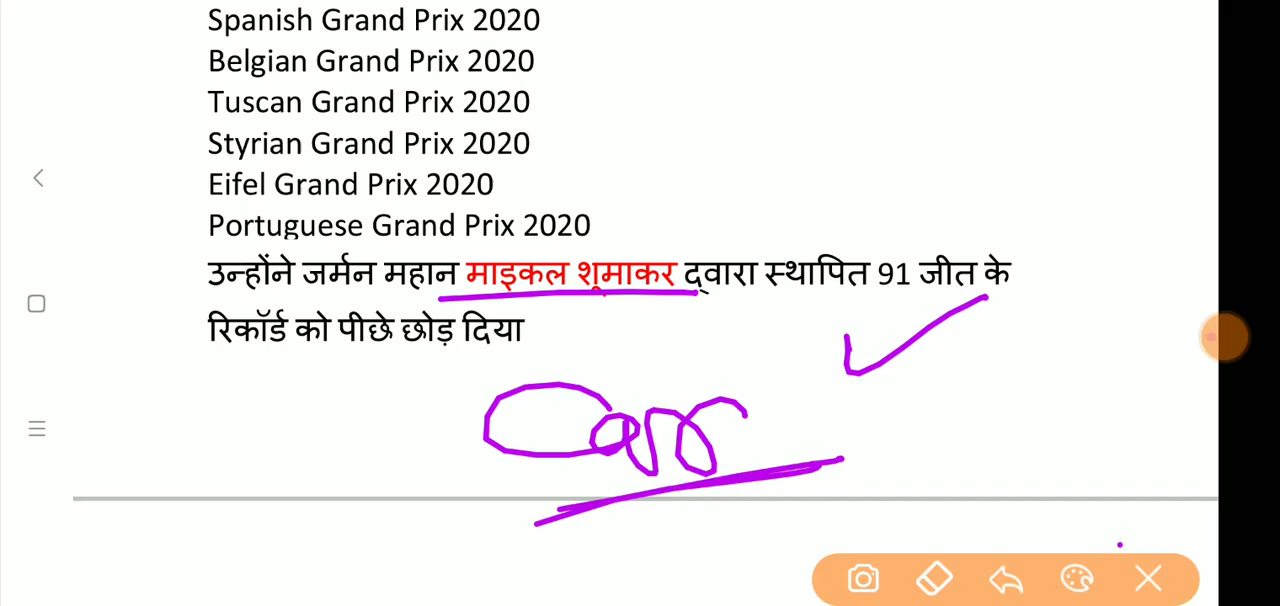 Spanish Grand Prix 2020
Belgian Grand Prix 2020
Tuscan Grand Prix 2020
Styrian Grand Prix 2020
Eifel Grand Prix 2020
Portuguese Grand Prix 2020
उन्होंने जर्मन महान माइकल शूमाकर द्वारा स्थापित 91 जीत के
रिकॉर्ड को पीछे छोड़ दिया
Car